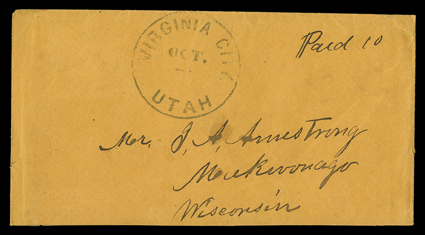 VIRGINIA CITY
Paid 10
OCT.
UTAH
Mr. J. A. Armstrong
Mukwonago
Wisconsin